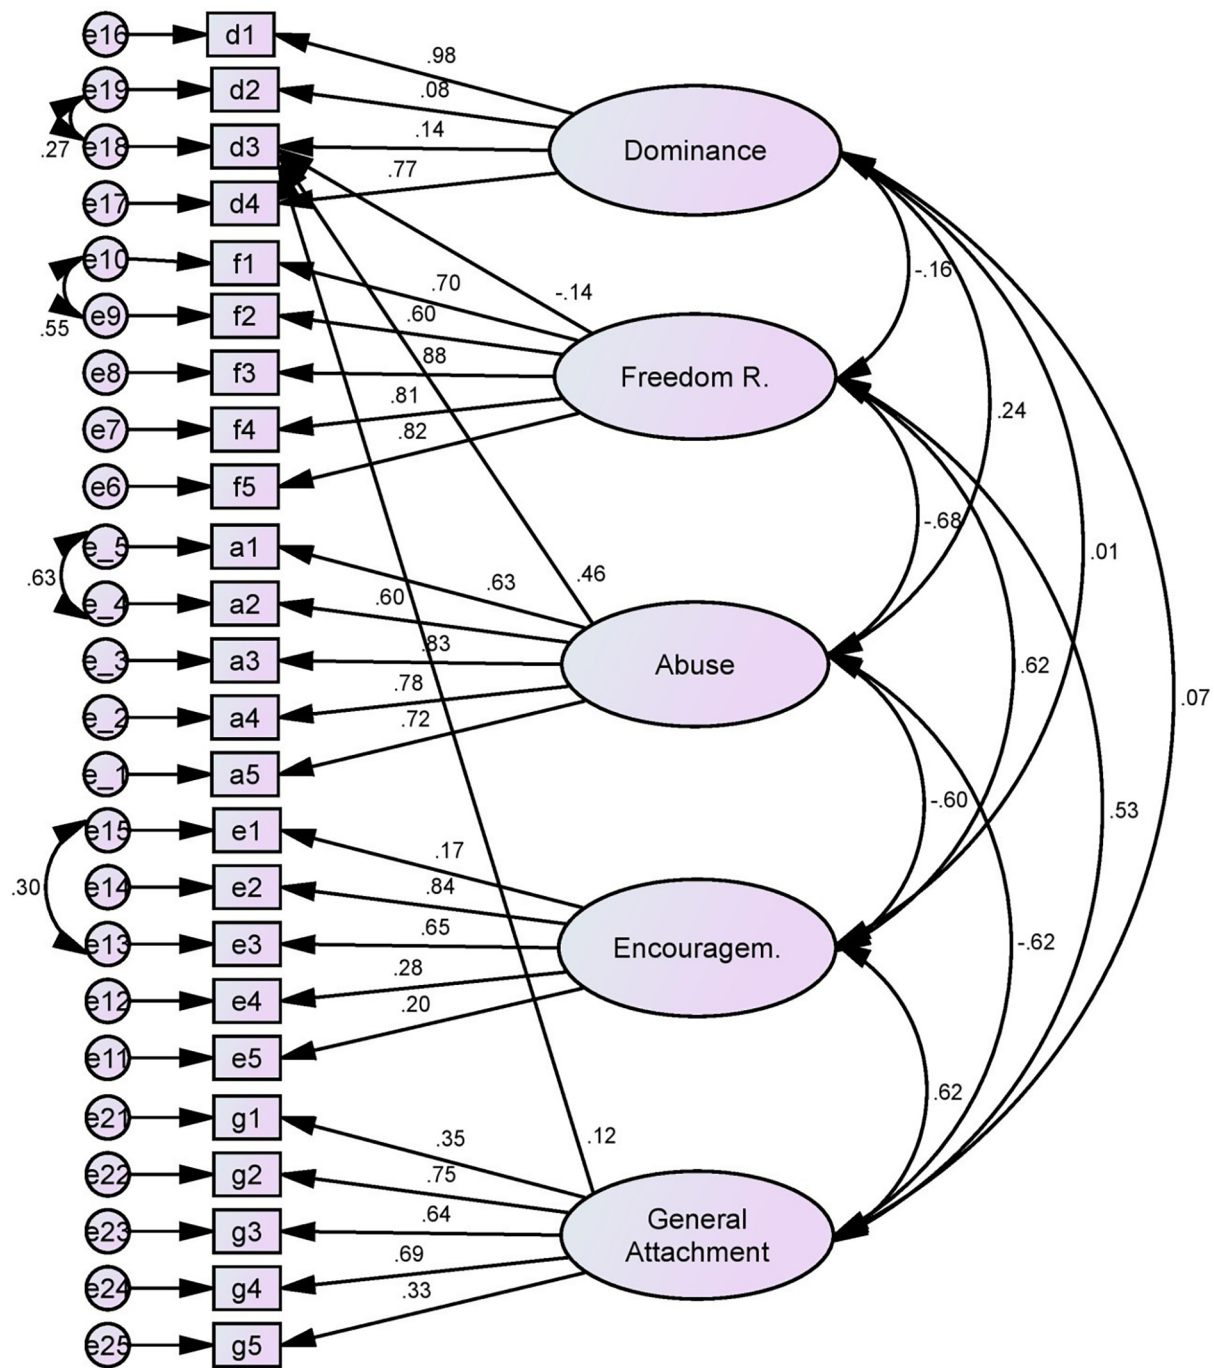 e16
d1
.98
e19
d2
.08
.27
e18
d3
.14
Dominance
e17
d4
.77
e10
f1
.70
-.14
-.16
.55
e9
f2
.60
e8
f3
.88
Freedom R.
e7
f4
.81
.24
e6
f5
.82
e_5
a1
.63
.46
-.68
.01
.63
e_4
a2
.60
e_3
a3
.83
Abuse
.62
.07
e_2
a4
.78
e_1
a5
.72
e15
e1
.17
-.60
.53
.30
e14
e2
.84
e13
e3
.65
Encouragem.
-.62
e12
e4
.28
e11
e5
.20
e21
g1
.35
.12
.62
e22
g2
.75
e23
g3
.64
General
Attachment
e24
g4
.69
e25
g5
.33